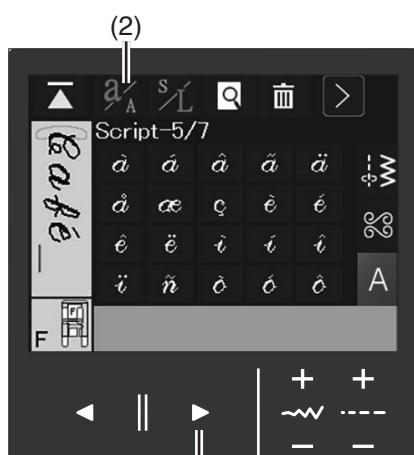 (2)
a/A S/Ĺ >
Script-5/7
Café
à á â ã ä
å æ ç è é
ê ë ì í î
ï ñ ò ó ô
A
F F
+ +
− −